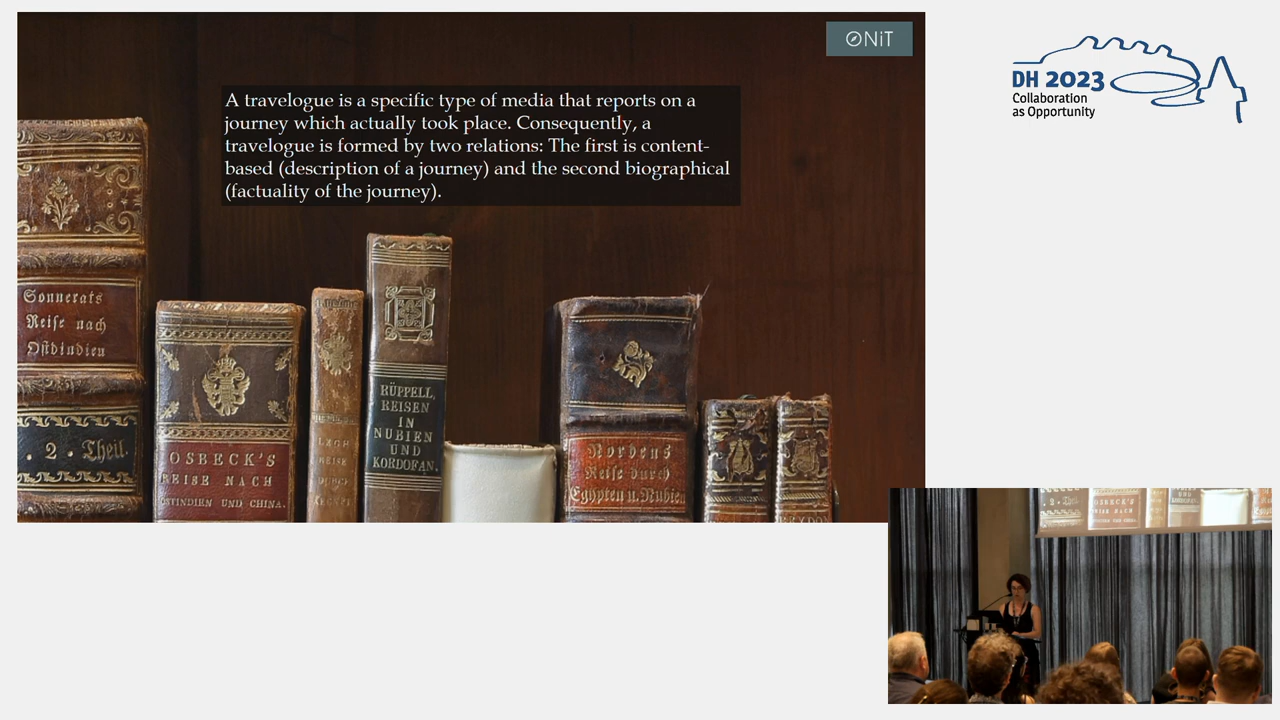 ONiT
A travelogue is a specific type of media that reports on a
journey which actually took place. Consequently, a
travelogue is formed by two relations: The first is content-
based (description of a journey) and the second biographical
(factuality of the journey).
DH 2023
Collaboration
as Opportunity
Sonnerats
Reise nach
Ostindien
. 2 . Theil.
OSBECK'S
REISE NACH
OSTINDIEN UND CHINA.
REISE
RÜPPELL,
REISEN
IN
NUBIEN
UND
KORDOFAN.
Nordens
Reise durch
Egypten u. Nubien